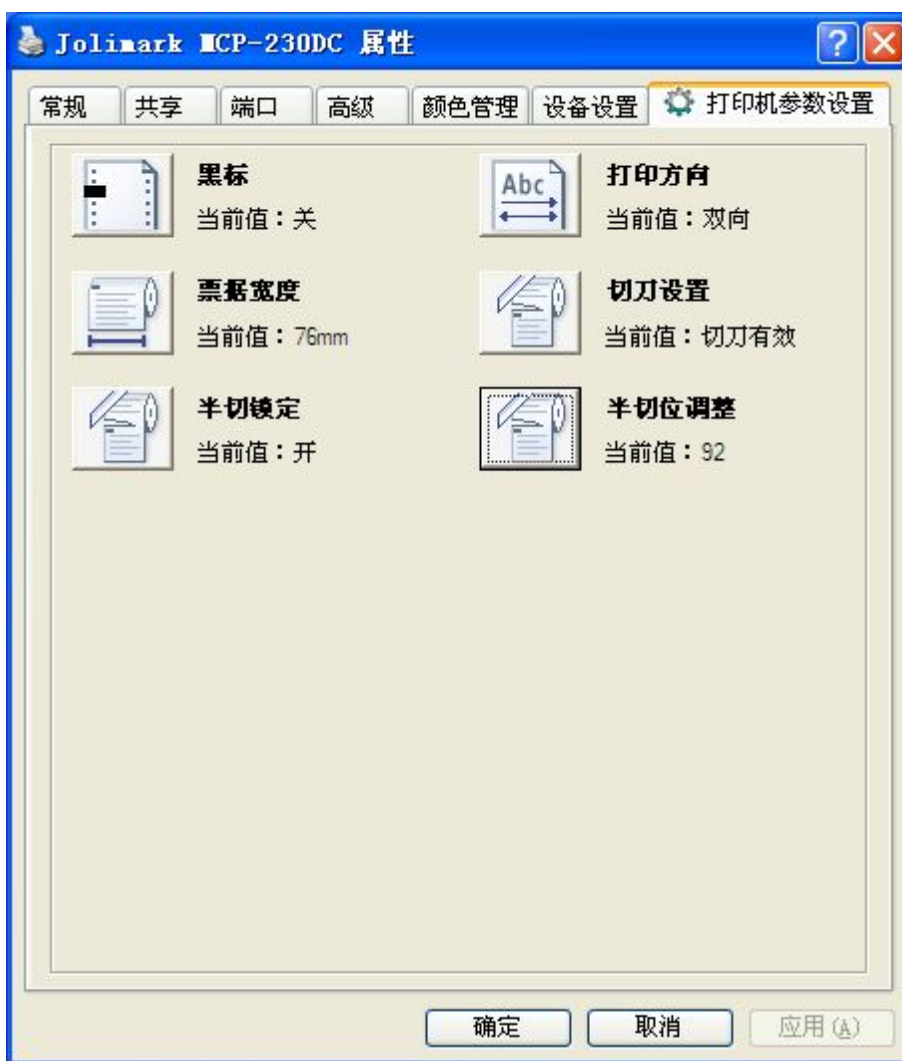 Jolimark MCP-230DC 属性
常规 共享 端口 高级 颜色管理 设备设置 打印机参数设置
黑标
当前值：关
Abc
打印方向
当前值：双向
票据宽度
当前值：76mm
切刀设置
当前值：切刀有效
半切锁定
当前值：开
半切位调整
当前值：92
确定 取消 应用(A)